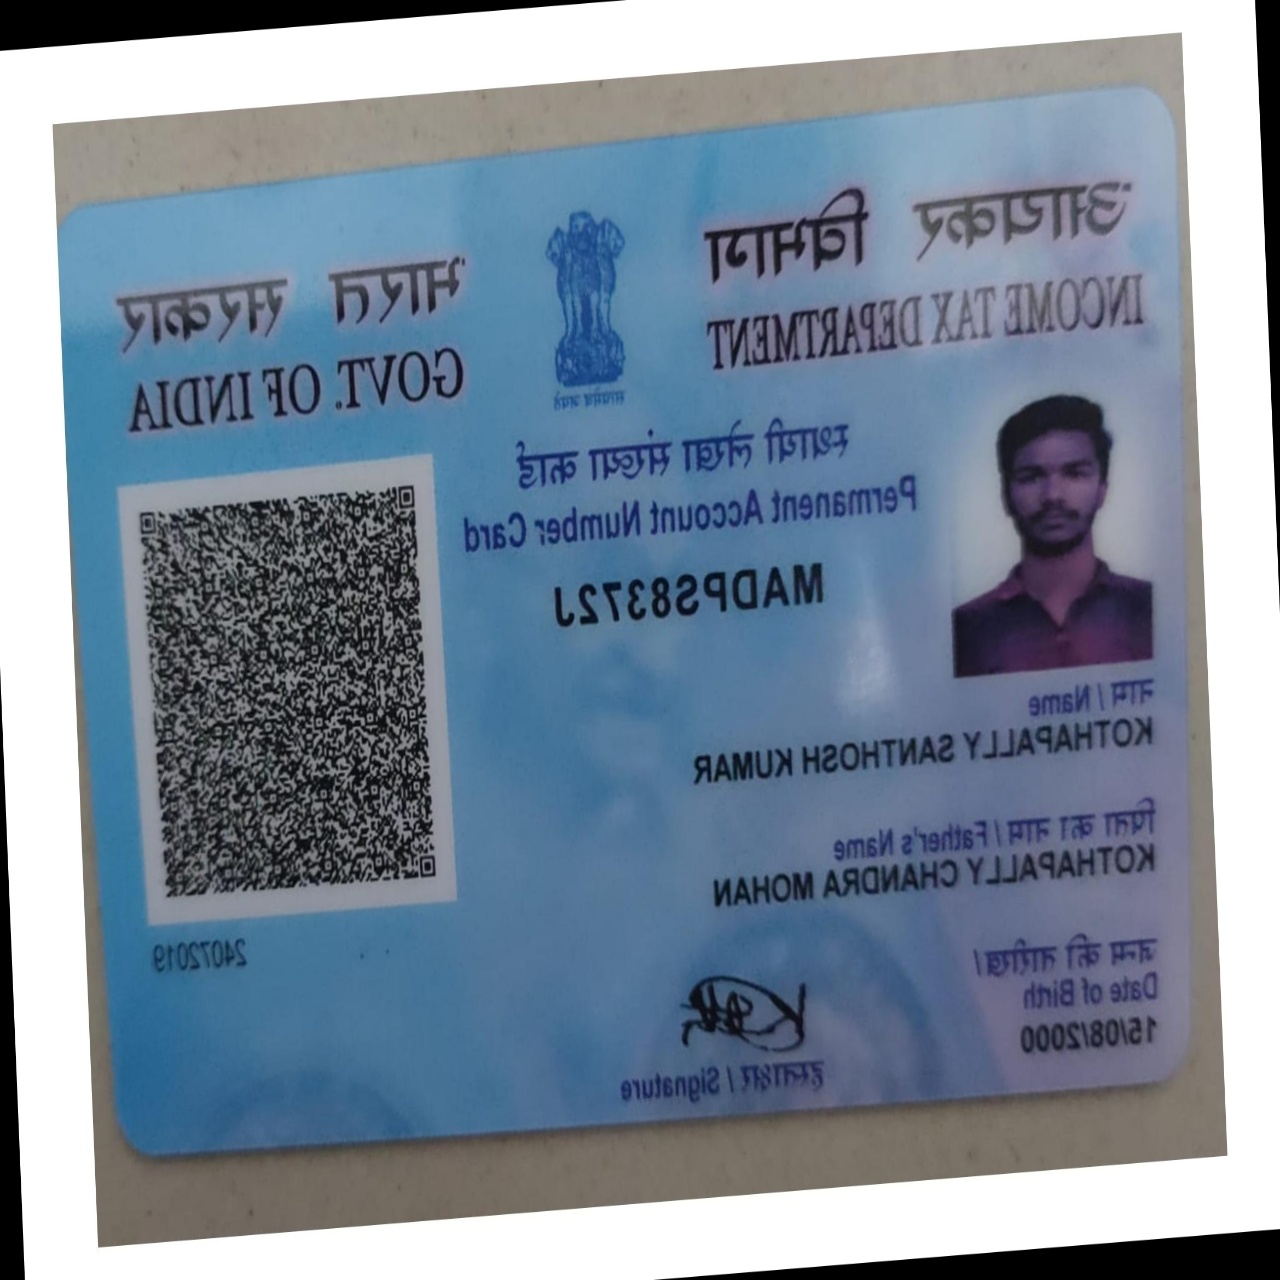 आयकर विभाग
INCOME TAX DEPARTMENT
भारत सरकार
GOVT. OF INDIA
सत्यमेव जयते
स्थायी लेखा संख्या कार्ड
Permanent Account Number Card
MADPS8372J
नाम / Name
KOTHAPALLY SANTHOSH KUMAR
पिता का नाम / Father's Name
KOTHAPALLY CHANDRA MOHAN
जन्म की तारीख /
Date of Birth
15/08/2000
हस्ताक्षर / Signature
24072019